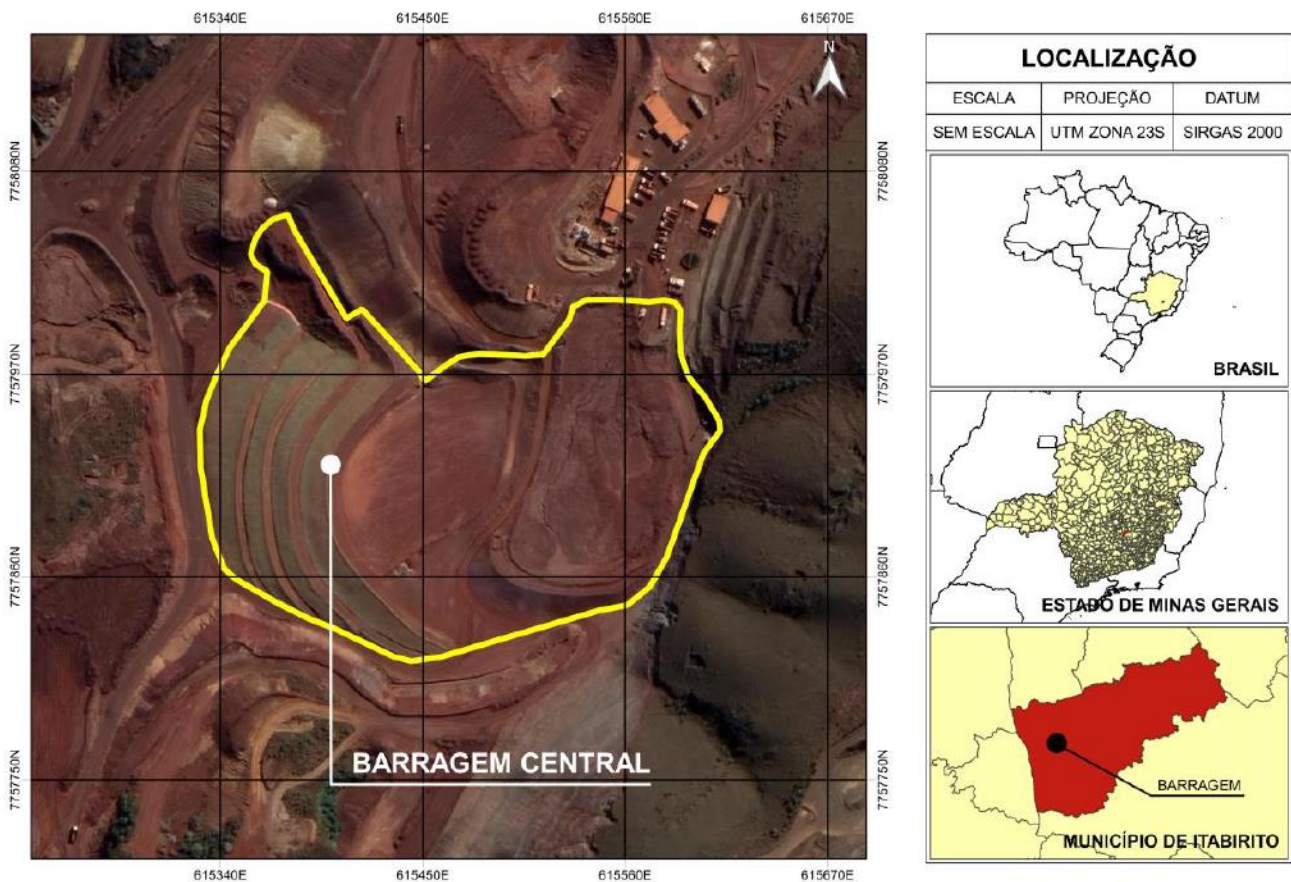 615340E 615450E 615560E 615670E
N
7758080N 7758080N
7757970N 7757970N
7757860N 7757860N
7757750N 7757750N
BARRAGEM CENTRAL
615340E 615450E 615560E 615670E
LOCALIZAÇÃO
ESCALA PROJEÇÃO DATUM
SEM ESCALA UTM ZONA 23S SIRGAS 2000
BRASIL
ESTADO DE MINAS GERAIS
BARRAGEM
MUNICÍPIO DE ITABIRITO